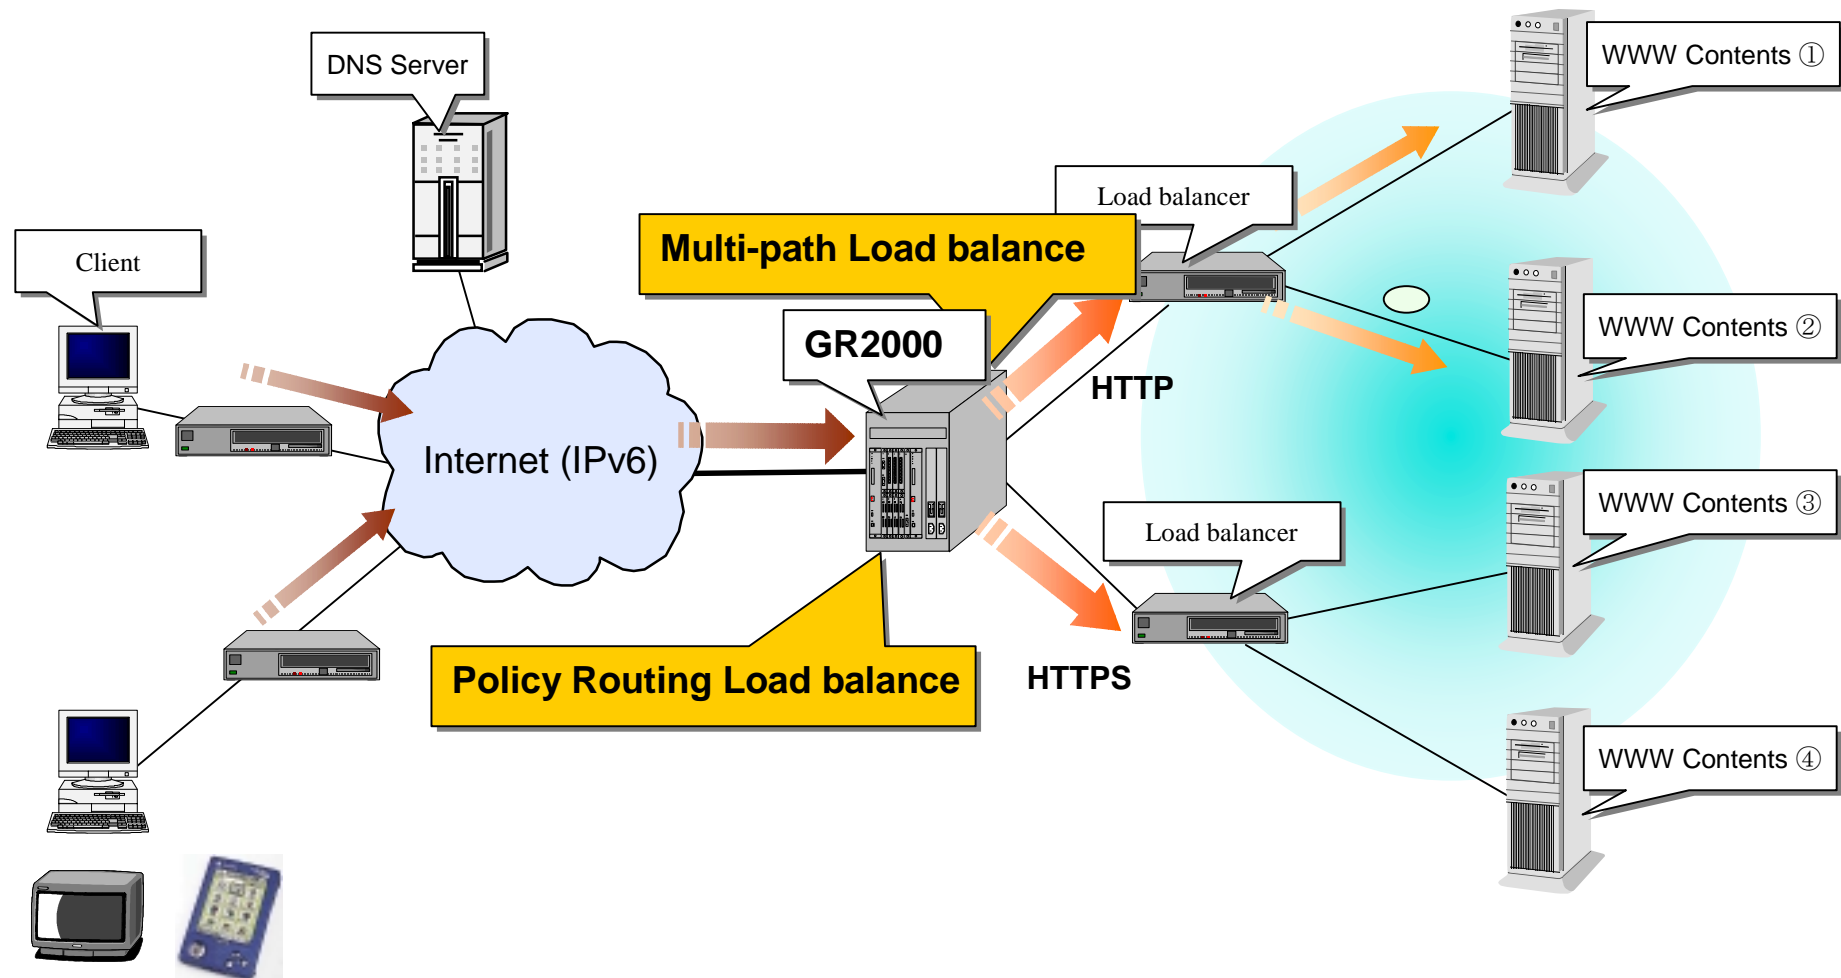 DNS Server
WWW Contents ①
Load balancer
Multi-path Load balance
Client
GR2000
WWW Contents ②
HTTP
Internet (IPv6)
WWW Contents ③
Load balancer
Policy Routing Load balance
HTTPS
WWW Contents ④